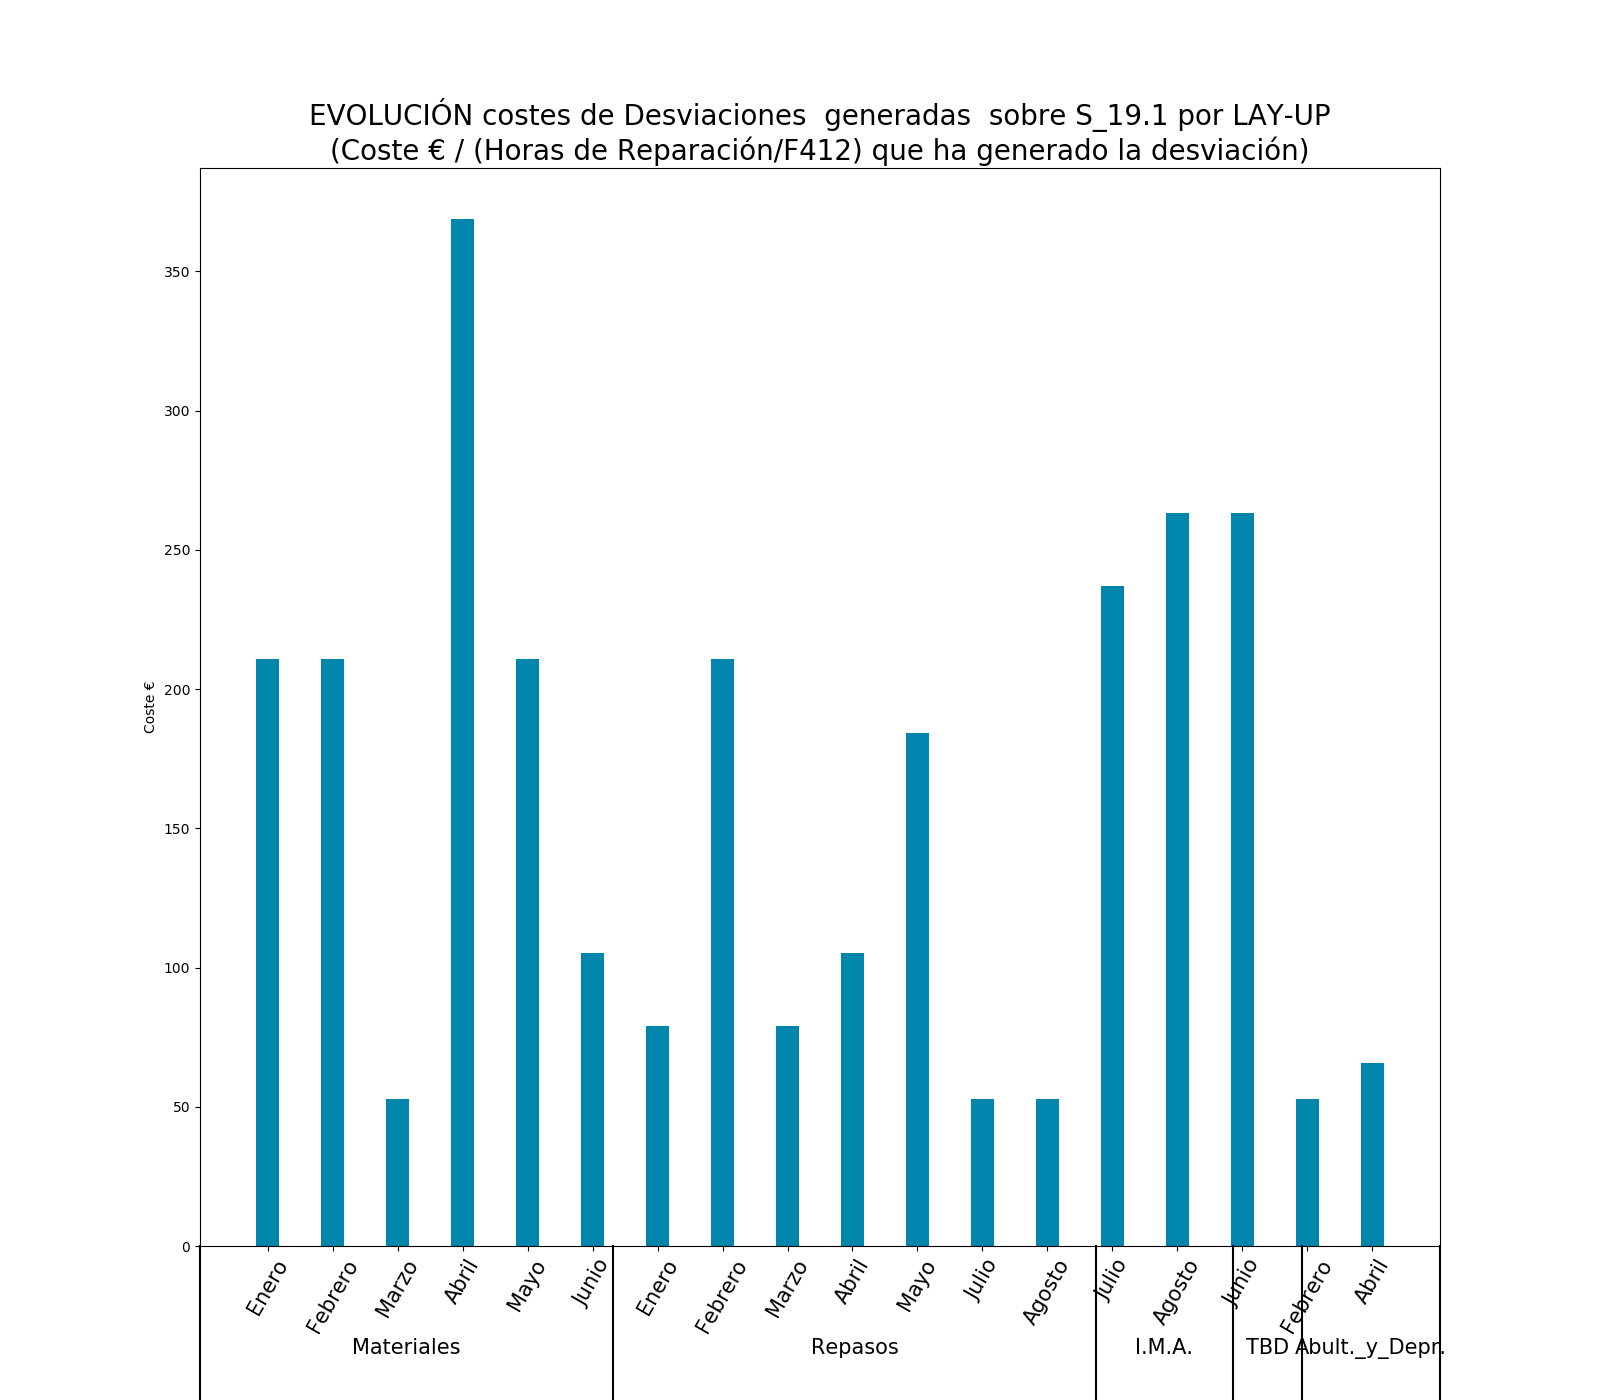 EVOLUCIÓN costes de Desviaciones  generadas  sobre S_19.1 por LAY-UP
(Coste € / (Horas de Reparación/F412) que ha generado la desviación)
350
300
250
200
150
100
50
0
Coste €
Enero
Febrero
Marzo
Abril
Mayo
Junio
Enero
Febrero
Marzo
Abril
Mayo
Julio
Agosto
Julio
Agosto
Junio
Febrero
Abril
Materiales
Repasos
I.M.A.
TBD
Abult._y_Depr.